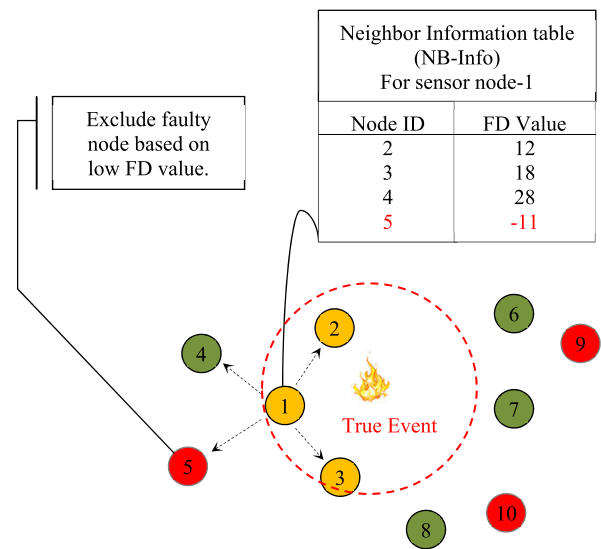 Neighbor Information table
(NB-Info)
For sensor node-1
Node ID FD Value
2 12
3 18
4 28
5 -11
Exclude faulty
node based on
low FD value.
6
2
9
4
1
7
True Event
5
3
10
8